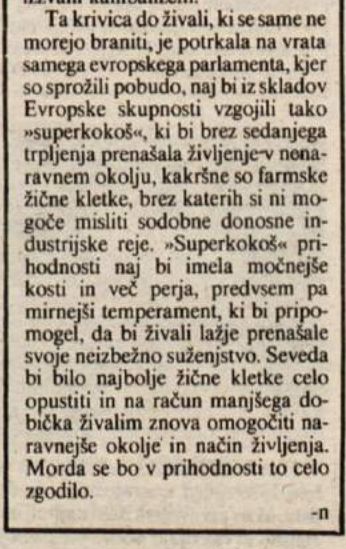 Ta krivica do živali, ki se same ne
morejo braniti, je potrkala na vrata
samega evropskega parlamenta, kjer
so sprožili pobudo, naj bi iz skladov
Evropske skupnosti vzgojili tako
»superkokoš«, ki bi brez sedanjega
trpljenja prenašala življenje v nena-
ravnem okolju, kakršne so farmske
žične kletke, brez katerih si ni mo-
goče misliti sodobne donosne in-
dustrijske reje. »Superkokoš« pri-
hodnosti naj bi imela močnejše
kosti in več perja, predvsem pa
mirnejši temperament, ki bi pripo-
mogel, da bi živali lažje prenašale
svoje neizbežno suženjstvo. Seveda
bi bilo najbolje žične kletke celo
opustiti in na račun manjšega do-
bička živalim znova omogočiti na-
ravnejše okolje in način življenja.
Morda se bo v prihodnosti to celo
zgodilo.
-n